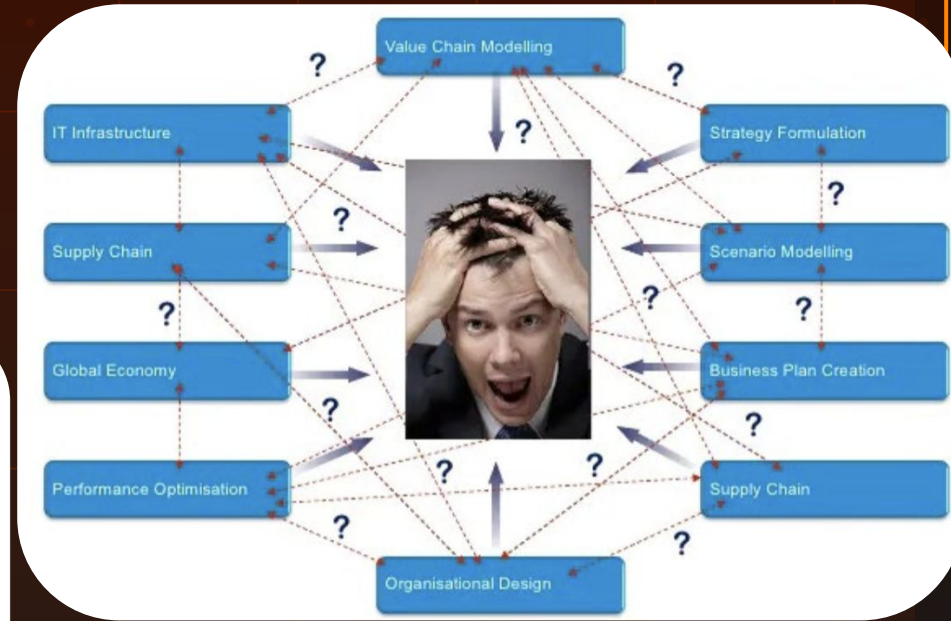 Value Chain Modelling
?
?
IT Infrastructure
?
Strategy Formulation
?
Supply Chain
?
Scenario Modelling
?
?
?
Global Economy
Business Plan Creation
?
?
Performance Optimisation
?
?
Supply Chain
?
?
Organisational Design